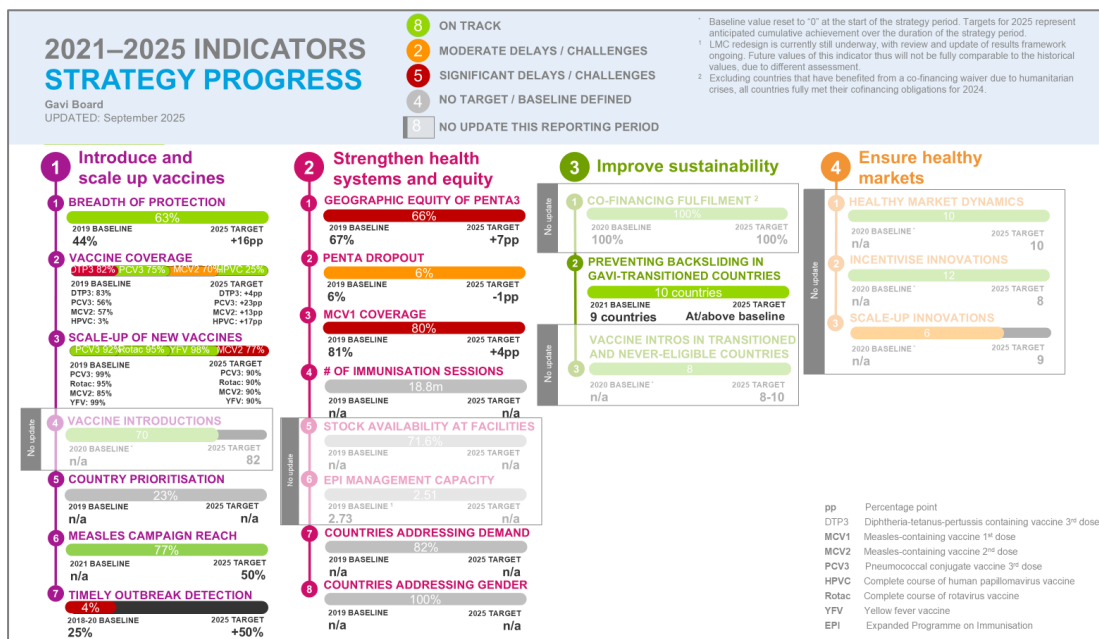 2021–2025 INDICATORS
STRATEGY PROGRESS
Gavi Board
UPDATED: September 2025
8 ON TRACK
2 MODERATE DELAYS / CHALLENGES
5 SIGNIFICANT DELAYS / CHALLENGES
4 NO TARGET / BASELINE DEFINED
8 NO UPDATE THIS REPORTING PERIOD
* Baseline value reset to “0” at the start of the strategy period. Targets for 2025 represent
anticipated cumulative achievement over the duration of the strategy period.
1 LMC redesign is currently still underway, with review and update of results framework
ongoing. Future values of this indicator thus will not be fully comparable to the historical
values, due to different assessment.
2 Excluding countries that have benefited from a co-financing waiver due to humanitarian
crises, all countries fully met their cofinancing obligations for 2024.
1 Introduce and
scale up vaccines
1 BREADTH OF PROTECTION
63%
2019 BASELINE 2025 TARGET
44% +16pp
2 VACCINE COVERAGE
DTP3 82% PCV3 75% MCV2 70% HPVC 25%
2019 BASELINE 2025 TARGET
DTP3: 83% DTP3: +4pp
PCV3: 56% PCV3: +23pp
MCV2: 57% MCV2: +13pp
HPVC: 3% HPVC: +17pp
3 SCALE-UP OF NEW VACCINES
PCV3 92% Rotac 95% YFV 98% MCV2 77%
2019 BASELINE 2025 TARGET
PCV3: 99% PCV3: 90%
Rotac: 95% Rotac: 90%
MCV2: 85% MCV2: 90%
YFV: 99% YFV: 90%
No update
4 VACCINE INTRODUCTIONS
70
2020 BASELINE* 2025 TARGET
n/a 82
5 COUNTRY PRIORITISATION
23%
2019 BASELINE 2025 TARGET
n/a n/a
6 MEASLES CAMPAIGN REACH
77%
2021 BASELINE 2025 TARGET
n/a 50%
7 TIMELY OUTBREAK DETECTION
4%
2018-20 BASELINE 2025 TARGET
25% +50%
2 Strengthen health
systems and equity
1 GEOGRAPHIC EQUITY OF PENTA3
66%
2019 BASELINE 2025 TARGET
67% +7pp
2 PENTA DROPOUT
6%
2019 BASELINE 2025 TARGET
6% -1pp
3 MCV1 COVERAGE
80%
2019 BASELINE 2025 TARGET
81% +4pp
4 # OF IMMUNISATION SESSIONS
18.8m
2019 BASELINE 2025 TARGET
n/a n/a
No update
5 STOCK AVAILABILITY AT FACILITIES
71.6%
2019 BASELINE 2025 TARGET
n/a n/a
6 EPI MANAGEMENT CAPACITY
2.51
2019 BASELINE 1 2025 TARGET
2.73 n/a
7 COUNTRIES ADDRESSING DEMAND
82%
2019 BASELINE 2025 TARGET
n/a n/a
8 COUNTRIES ADDRESSING GENDER
100%
2019 BASELINE 2025 TARGET
n/a n/a
3 Improve sustainability
No update
1 CO-FINANCING FULFILMENT 2
100%
2020 BASELINE 2025 TARGET
100% 100%
2 PREVENTING BACKSLIDING IN
GAVI-TRANSITIONED COUNTRIES
10 countries
2021 BASELINE 2025 TARGET
9 countries At/above baseline
No update
3 VACCINE INTROS IN TRANSITIONED
AND NEVER-ELIGIBLE COUNTRIES
8
2020 BASELINE* 2025 TARGET
n/a 8-10
4 Ensure healthy
markets
No update
1 HEALTHY MARKET DYNAMICS
10
2020 BASELINE* 2025 TARGET
n/a 10
2 INCENTIVISE INNOVATIONS
12
2020 BASELINE* 2025 TARGET
n/a 8
3 SCALE-UP INNOVATIONS
6
2020 BASELINE* 2025 TARGET
n/a 9
pp Percentage point
DTP3 Diphtheria-tetanus-pertussis containing vaccine 3rd dose
MCV1 Measles-containing vaccine 1st dose
MCV2 Measles-containing vaccine 2nd dose
PCV3 Pneumococcal conjugate vaccine 3rd dose
HPVC Complete course of human papillomavirus vaccine
Rotac Complete course of rotavirus vaccine
YFV Yellow fever vaccine
EPI Expanded Programme on Immunisation